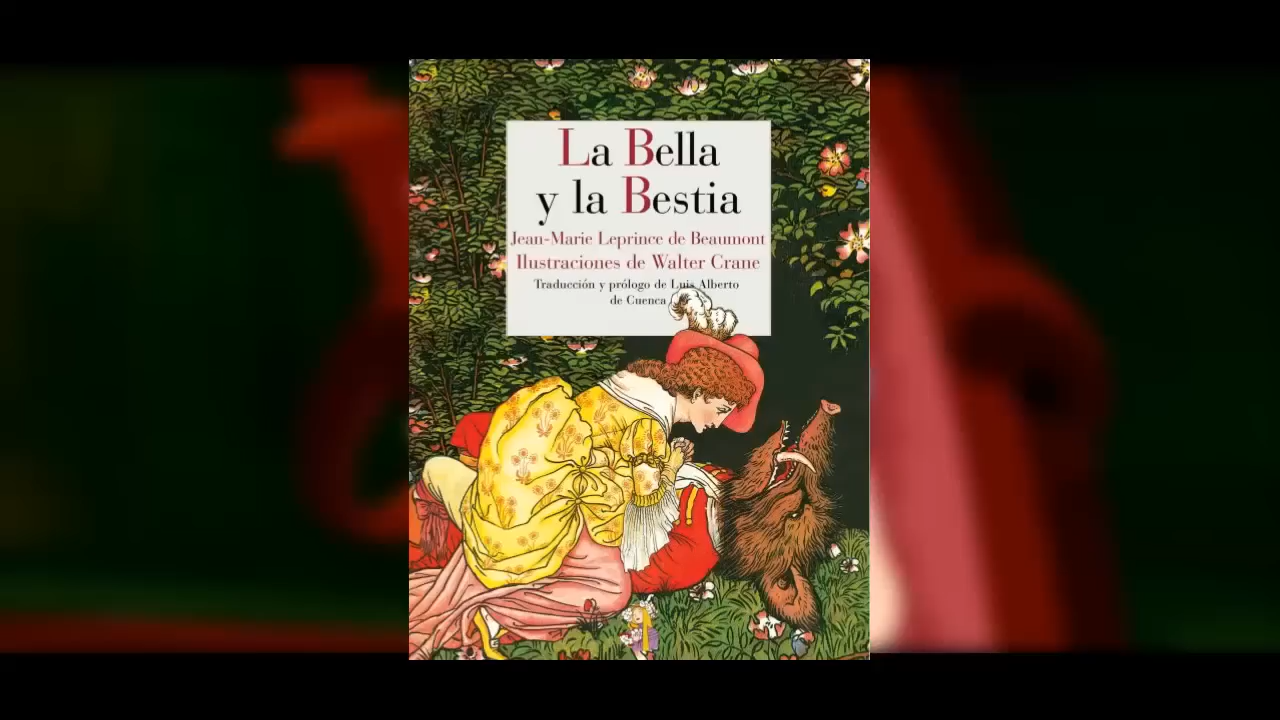 La Bella
y la Bestia
Jean-Marie Leprince de Beaumont
Ilustraciones de Walter Crane
Traducción y prólogo de Luis Alberto
de Cuenca